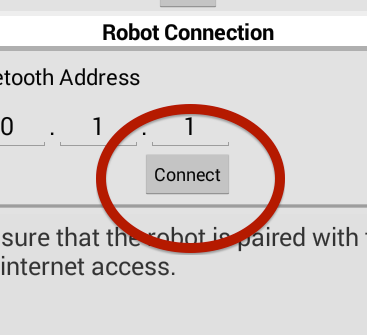 Robot Connection
etooth Address
0 . 1 . 1
Connect
sure that the robot is paired with
internet access.